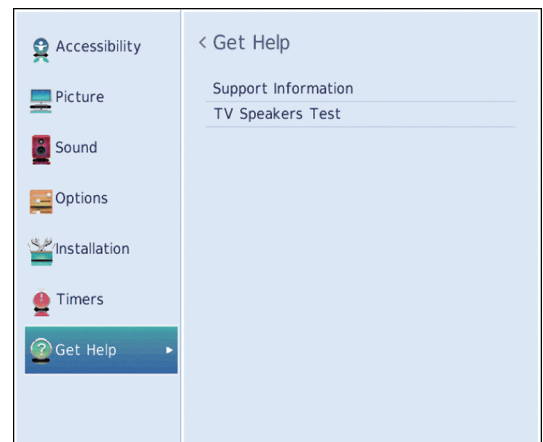 Accessibility
Picture
Sound
Options
Installation
Timers
Get Help
< Get Help
Support Information
TV Speakers Test